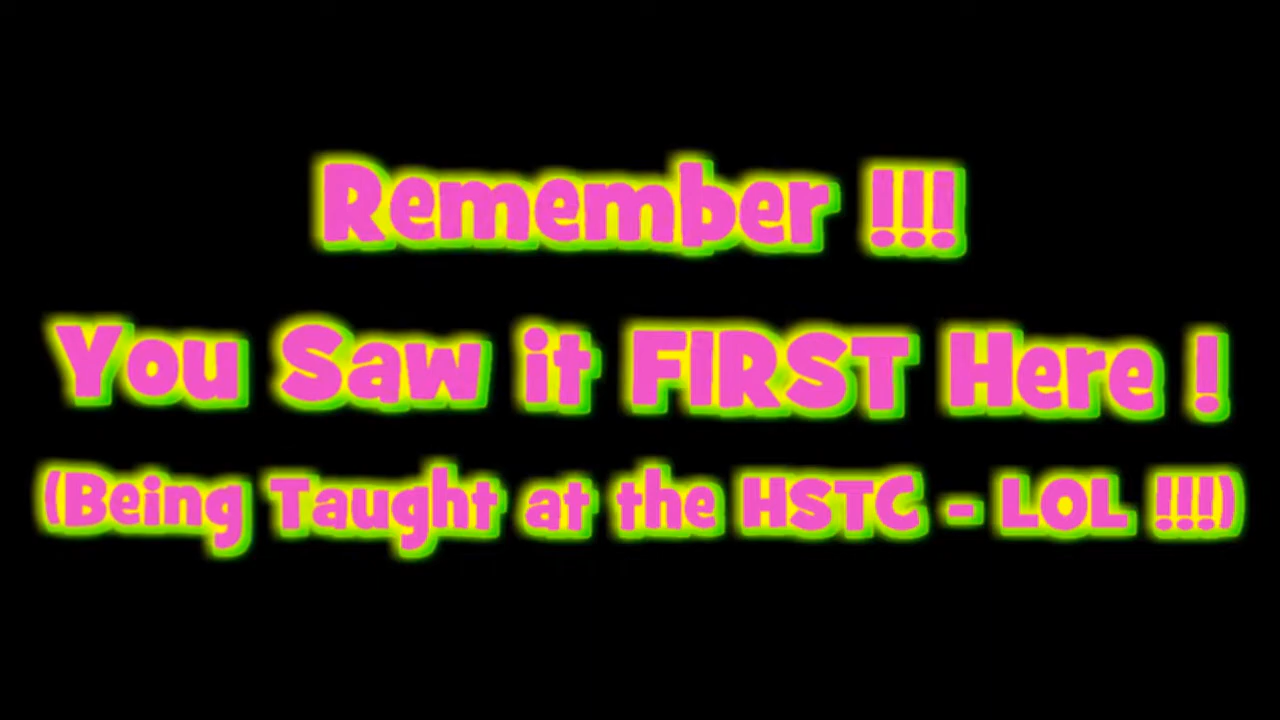 Remember !!!
You Saw it FIRST Here !
(Being Taught at the HSTC - LOL !!!)